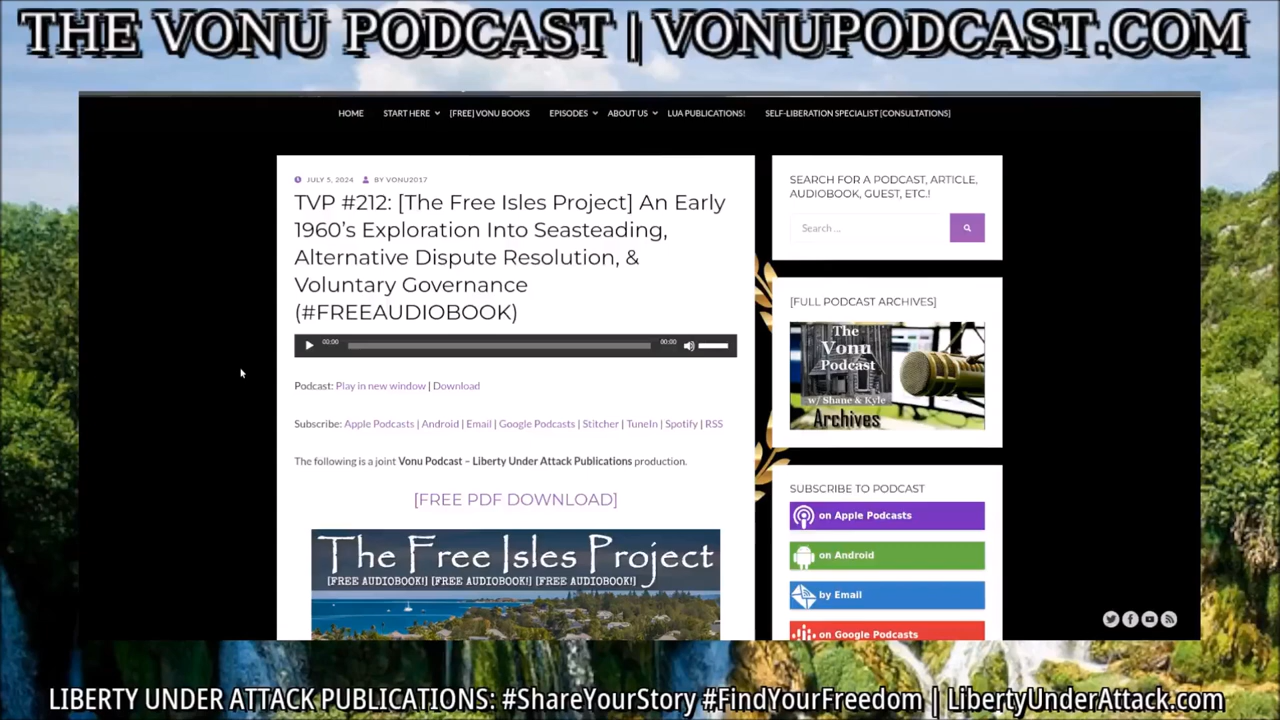 THE VONU PODCAST | VONUPODCAST.COM
HOME START HERE [FREE] VONU BOOKS EPISODES ABOUT US LUA PUBLICATIONS! SELF-LIBERATION SPECIALIST [CONSULTATIONS]
JULY 5, 2024 BY VONU2017
TVP #212: [The Free Isles Project] An Early
1960's Exploration Into Seasteading,
Alternative Dispute Resolution, &
Voluntary Governance
(#FREEAUDIOBOOK)
00:00 00:00
Podcast: Play in new window | Download
Subscribe: Apple Podcasts | Android | Email | Google Podcasts | Stitcher | TuneIn | Spotify | RSS
The following is a joint Vonu Podcast – Liberty Under Attack Publications production.
[FREE PDF DOWNLOAD]
The Free Isles Project
[FREE AUDIOBOOK!] [FREE AUDIOBOOK!] [FREE AUDIOBOOK!]
SEARCH FOR A PODCAST, ARTICLE,
AUDIOBOOK, GUEST, ETC.!
Search ...
[FULL PODCAST ARCHIVES]
The
Vonu
Podcast
w/ Shane & Kyle
Archives
SUBSCRIBE TO PODCAST
on Apple Podcasts
on Android
by Email
on Google Podcasts
LIBERTY UNDER ATTACK PUBLICATIONS: #ShareYourStory #FindYourFreedom | LibertyUnderAttack.com